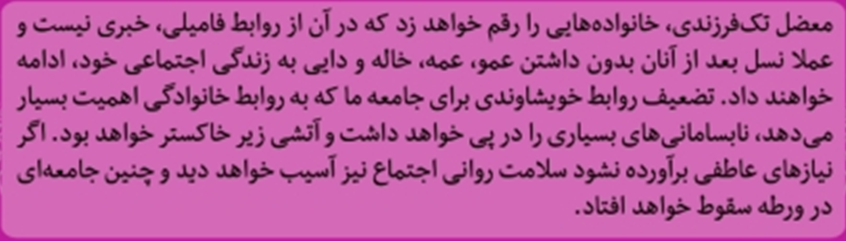 معضل تک‌فرزندی، خانواده‌هایی را رقم خواهد زد که در آن از روابط فامیلی، خبری نیست و
عملا نسل بعد از آنان بدون داشتن عمو، عمه، خاله و دایی به زندگی اجتماعی خود، ادامه
خواهند داد. تضعیف روابط خویشاوندی برای جامعه ما که به روابط خانوادگی اهمیت بسیار
می‌دهد، نابسامانی‌های بسیاری را در پی خواهد داشت و آتشی زیر خاکستر خواهد بود. اگر
نیازهای عاطفی برآورده نشود سلامت روانی اجتماع نیز آسیب خواهد دید و چنین جامعه‌ای
در ورطه سقوط خواهد افتاد.